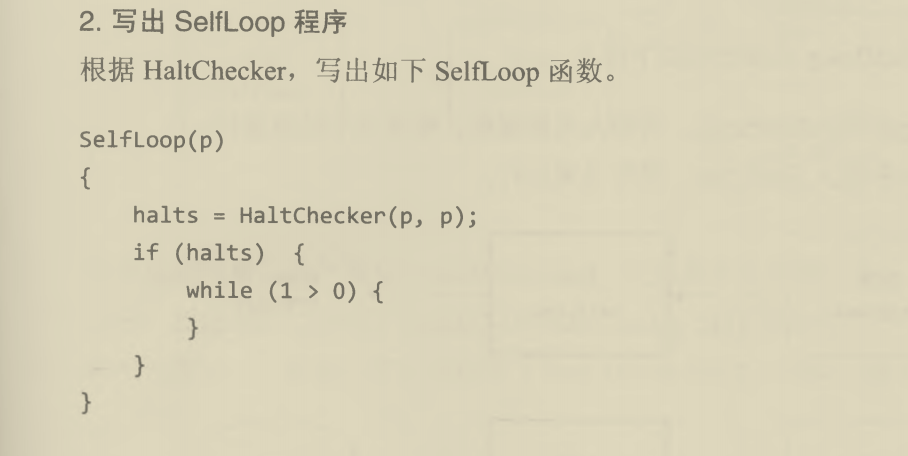 2. 写出 SelfLoop 程序
根据 HaltChecker，写出如下 SelfLoop 函数。
SelfLoop(p)
{
    halts = HaltChecker(p, p);
    if (halts)  {
        while (1 > 0) {
        }
    }
}